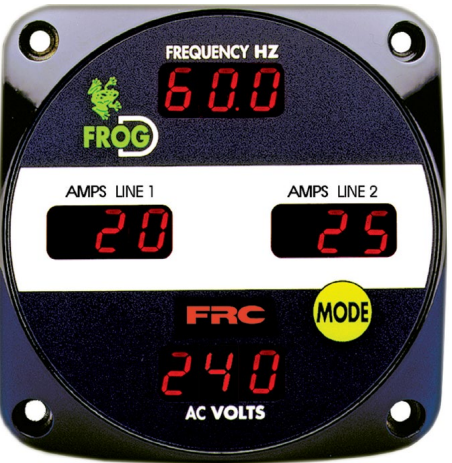 FREQUENCY HZ
60.0
FROG D
AMPS LINE 1
AMPS LINE 2
20
25
FRC
MODE
240
AC VOLTS